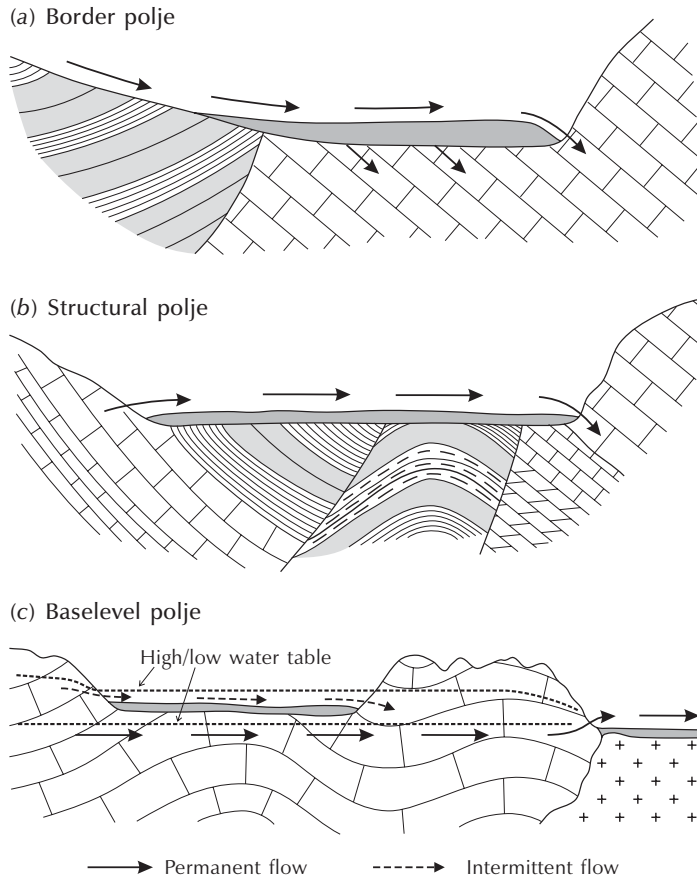 (a) Border polje
(b) Structural polje
(c) Baselevel polje
High/low water table
Permanent flow
Intermittent flow